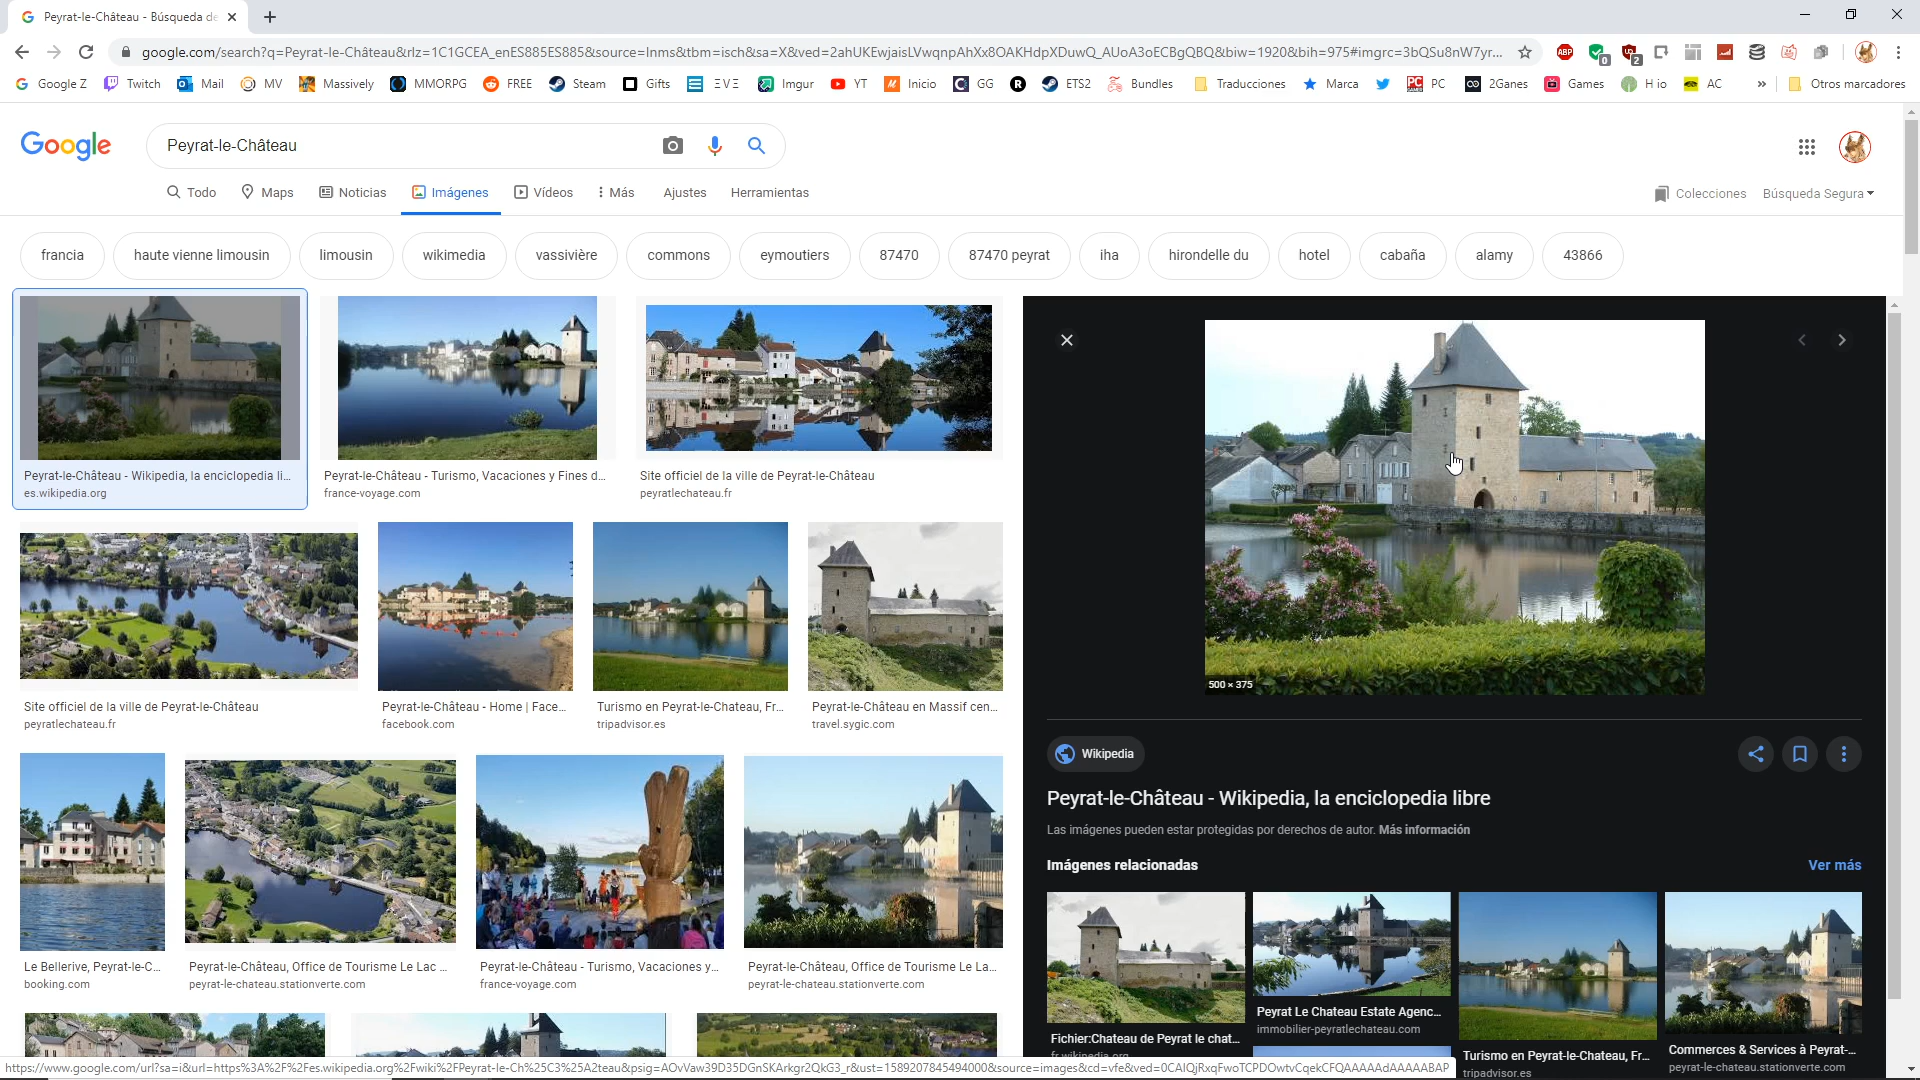 Peyrat-le-Château - Búsqueda de
google.com/search?q=Peyrat-le-Château&rlz=1C1GCEA_enES885ES885&source=lnms&tbm=isch&sa=X&ved=2ahUKEwjaisLVwqnpAhXx8OAKHdpXDuwQ_AUoA3oECBgQBQ&biw=1920&bih=975#imgrc=3bQSu8nW7yr...
ABP 0 2
Google Z Twitch Mail MV Massively MMORPG FREE Steam Gifts EVE Imgur YT Inicio GG ETS2 Bundles Traducciones Marca PC 2Ganes Games H io AC » Otros marcadores
Google
Peyrat-le-Château
Todo Maps Noticias Imágenes Vídeos Más Ajustes Herramientas
Colecciones Búsqueda Segura
francia haute vienne limousin limousin wikimedia vassivière commons eymoutiers 87470 87470 peyrat iha hirondelle du hotel cabaña alamy 43866
Peyrat-le-Château - Wikipedia, la enciclopedia li...
es.wikipedia.org
Peyrat-le-Château - Turismo, Vacaciones y Fines d...
france-voyage.com
Site officiel de la ville de Peyrat-le-Château
peyratlechateau.fr
Site officiel de la ville de Peyrat-le-Château
peyratlechateau.fr
Peyrat-le-Château - Home | Face...
facebook.com
Turismo en Peyrat-le-Chateau, Fr...
tripadvisor.es
Peyrat-le-Château en Massif cen...
travel.sygic.com
Le Bellerive, Peyrat-le-C...
booking.com
Peyrat-le-Château, Office de Tourisme Le Lac ...
peyrat-le-chateau.stationverte.com
Peyrat-le-Château - Turismo, Vacaciones y...
france-voyage.com
Peyrat-le-Château, Office de Tourisme Le La...
peyrat-le-chateau.stationverte.com
500 × 375
Wikipedia
Peyrat-le-Château - Wikipedia, la enciclopedia libre
Las imágenes pueden estar protegidas por derechos de autor. Más información
Imágenes relacionadas
Ver más
Fichier:Chateau de Peyrat le chat...
fr.wikipedia.org
Peyrat Le Chateau Estate Agenc...
immobilier-peyratlechateau.com
Turismo en Peyrat-le-Chateau, Fr...
tripadvisor.es
Commerces & Services à Peyrat-...
peyrat-le-chateau.stationverte.com
https://www.google.com/url?sa=i&url=https%3A%2F%2Fes.wikipedia.org%2Fwiki%2FPeyrat-le-Ch%25C3%25A2teau&psig=AOvVaw39D35DGnSKArkgr2QkG3_r&ust=1589207845494000&source=images&cd=vfe&ved=0CAIQjRxqFwoTCPDOwtvCqekCFQAAAAAdAAAAABAP